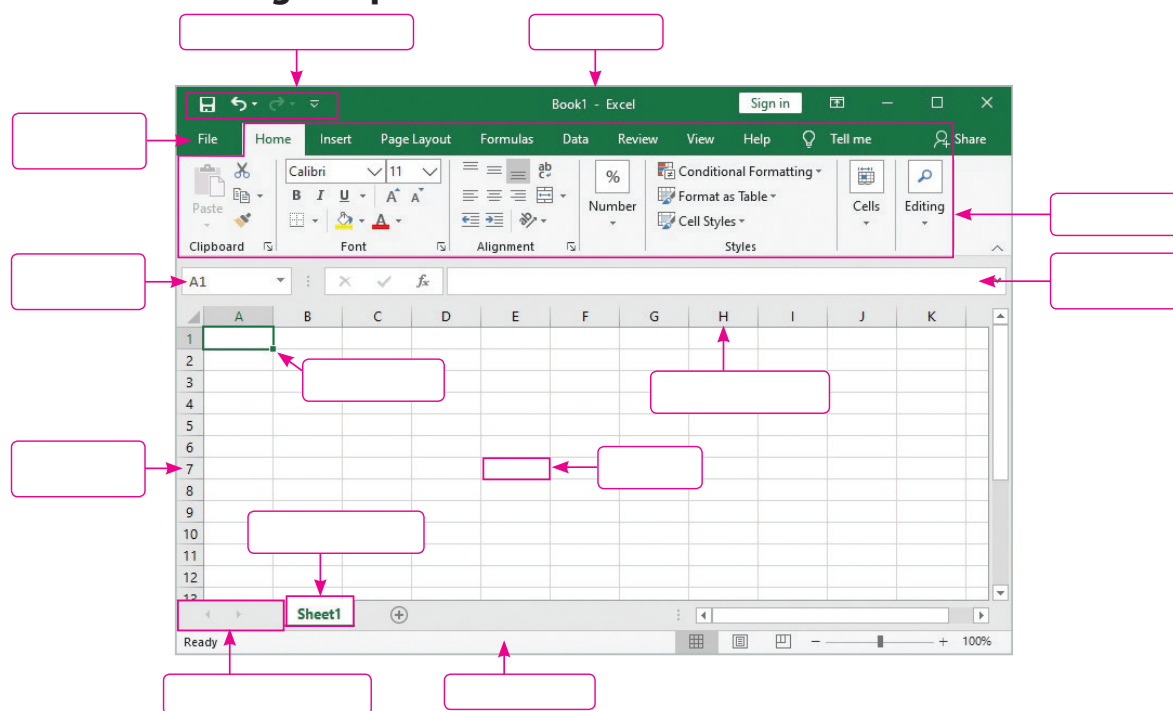 Book1 - Excel
Sign in
File Home Insert Page Layout Formulas Data Review View Help Tell me Share
Paste
Calibri 11
B I U A A
A
ab
%
Number
Conditional Formatting
Format as Table
Cell Styles
Cells
Editing
Clipboard Font Alignment Styles
A1 fx
A B C D E F G H I J K
1
2
3
4
5
6
7
8
9
10
11
12
13
Sheet1
Ready 100%